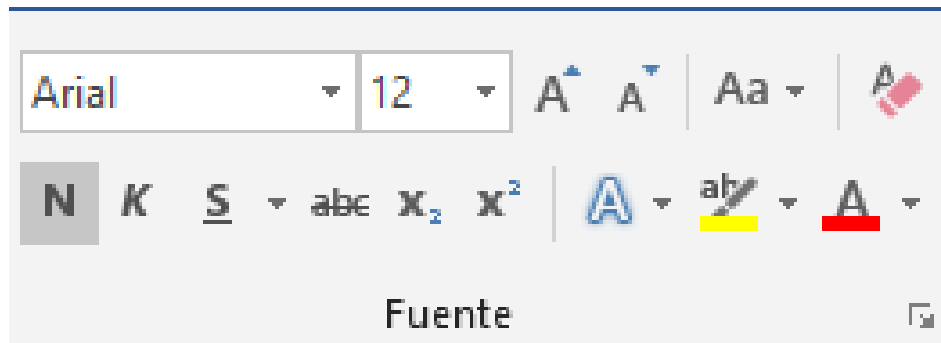 Arial 12 A A Aa A
N K S abc x₂ x² A ab A
Fuente